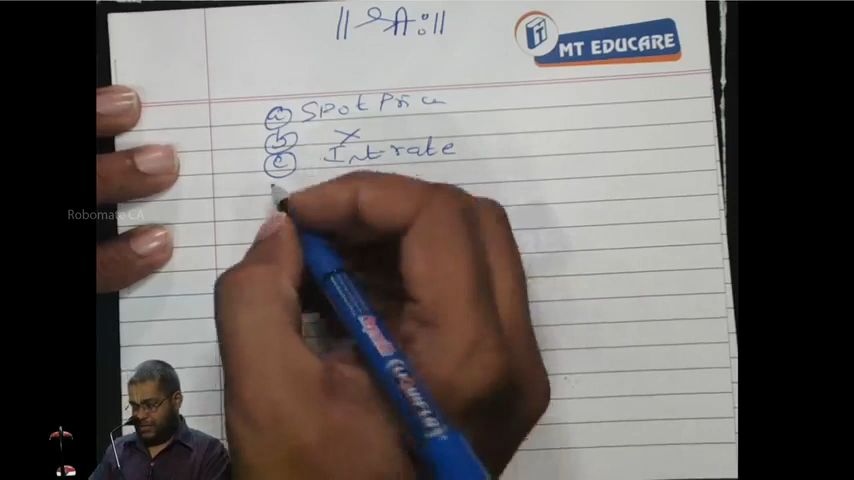 MT EDUCARE
(a) Spot Price
(b) X
(c) Int rate
Robomate CA